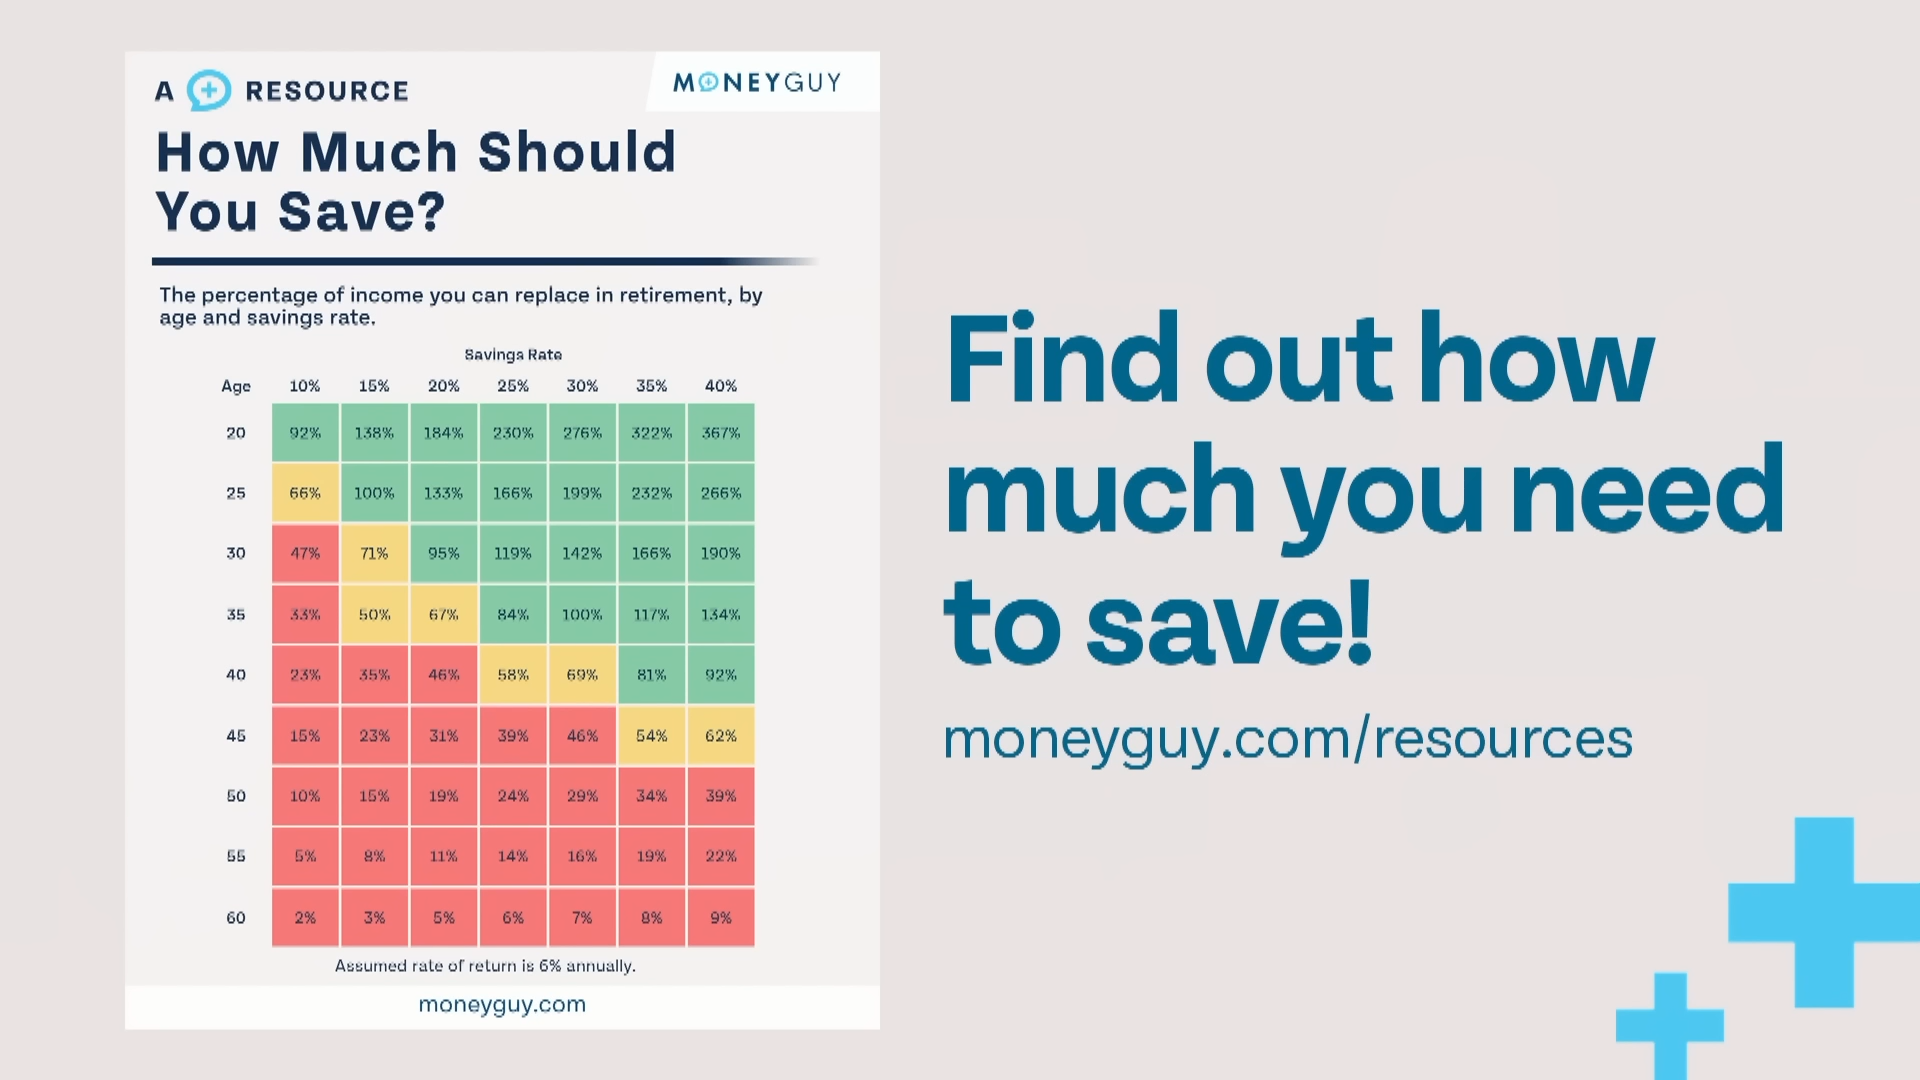 A RESOURCE
MONEYGUY
How Much Should
You Save?
The percentage of income you can replace in retirement, by
age and savings rate.
Savings Rate
Age 10% 15% 20% 25% 30% 35% 40%
20 92% 138% 184% 230% 276% 322% 367%
25 66% 100% 133% 166% 199% 232% 266%
30 47% 71% 95% 119% 142% 166% 190%
35 33% 50% 67% 84% 100% 117% 134%
40 23% 35% 46% 58% 69% 81% 92%
45 15% 23% 31% 39% 46% 54% 62%
50 10% 15% 19% 24% 29% 34% 39%
55 5% 8% 11% 14% 16% 19% 22%
60 2% 3% 5% 6% 7% 8% 9%
Assumed rate of return is 6% annually.
moneyguy.com
Find out how
much you need
to save!
moneyguy.com/resources